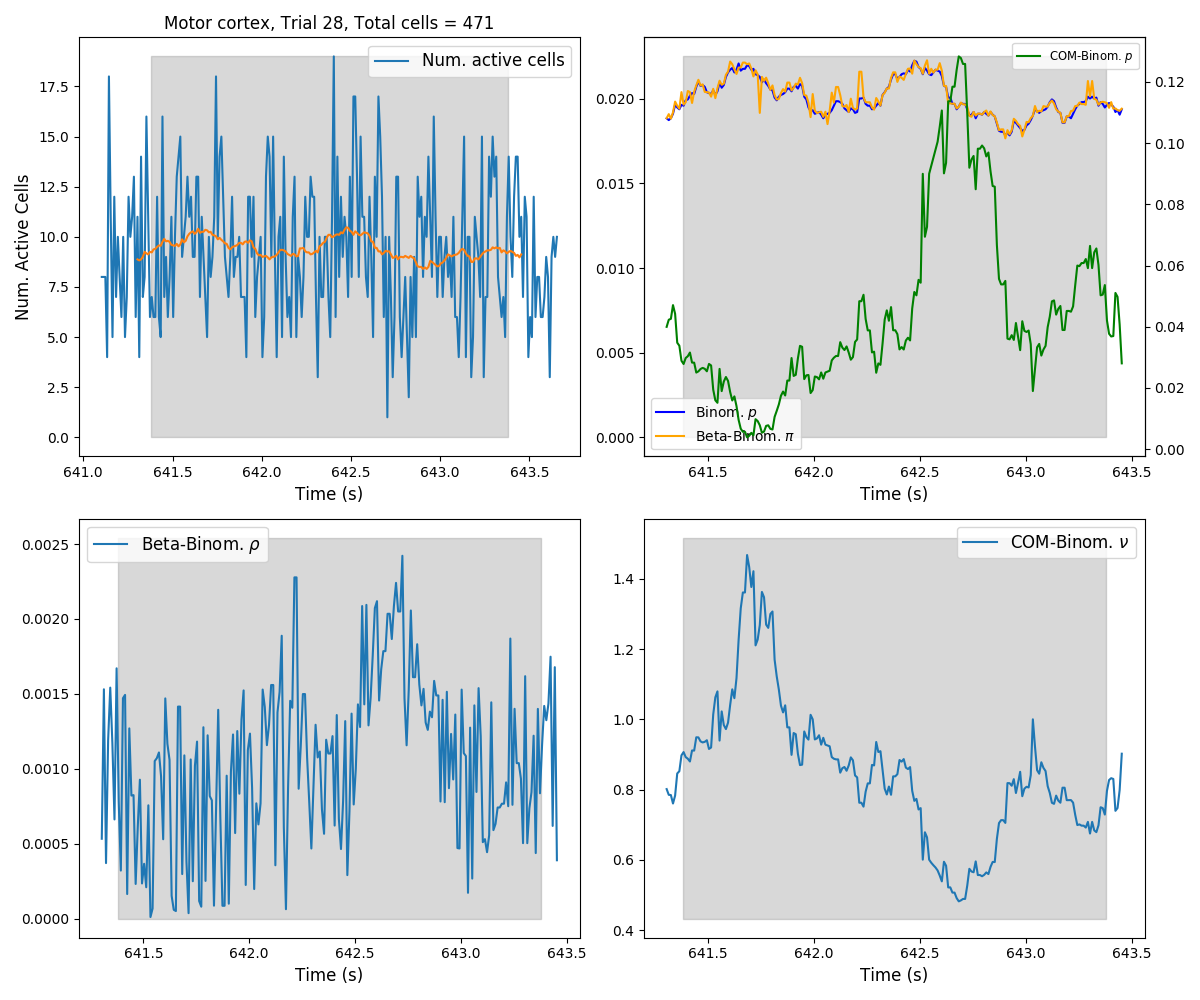 Motor cortex, Trial 28, Total cells = 471
Num. active cells
Num. Active Cells
17.5
15.0
12.5
10.0
7.5
5.0
2.5
0.0
641.0 641.5 642.0 642.5 643.0 643.5
Time (s)
COM-Binom. p
0.020
0.015
0.010
0.005
0.000
0.12
0.10
0.08
0.06
0.04
0.02
0.00
Binom. p
Beta-Binom. π
641.5 642.0 642.5 643.0 643.5
Time (s)
Beta-Binom. ρ
0.0025
0.0020
0.0015
0.0010
0.0005
0.0000
641.5 642.0 642.5 643.0 643.5
Time (s)
COM-Binom. ν
1.4
1.2
1.0
0.8
0.6
0.4
641.5 642.0 642.5 643.0 643.5
Time (s)